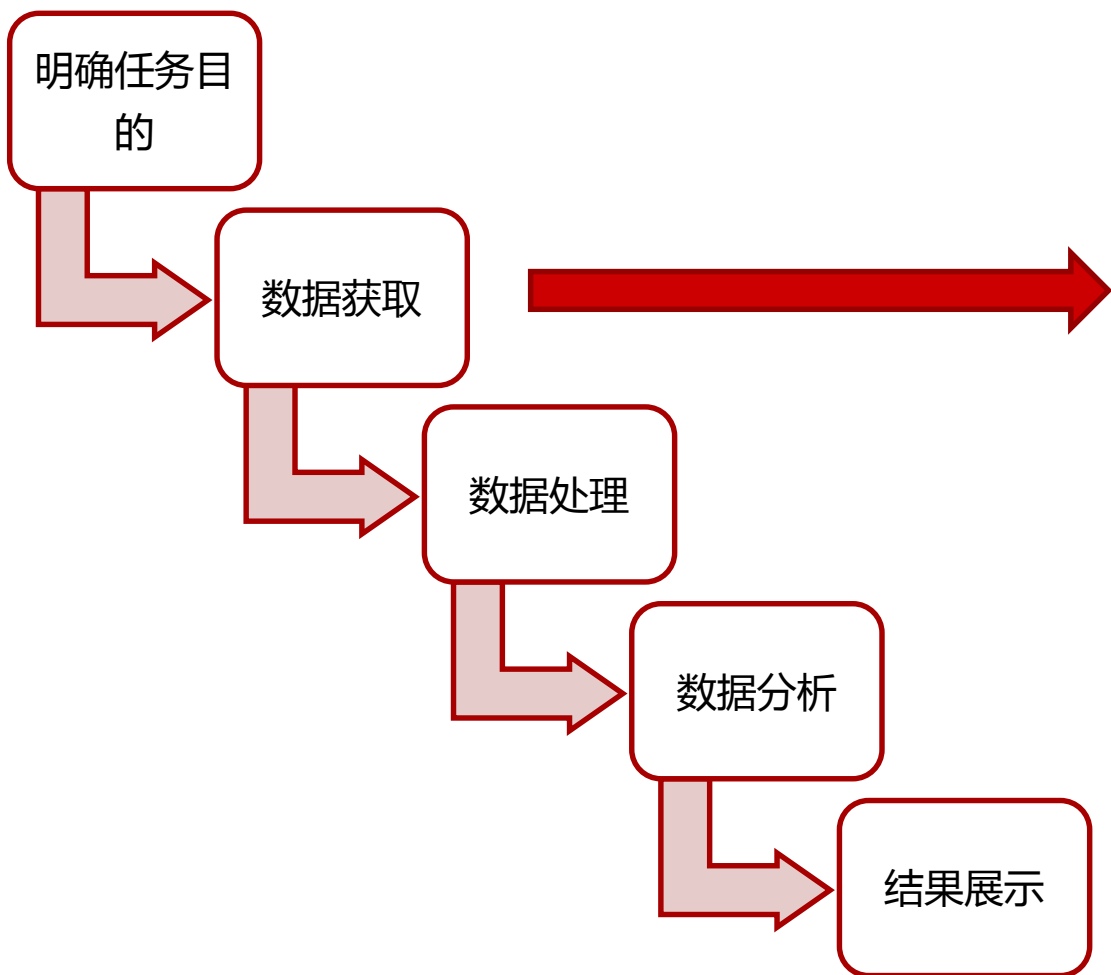 明确任务目
的
数据获取
数据处理
数据分析
结果展示